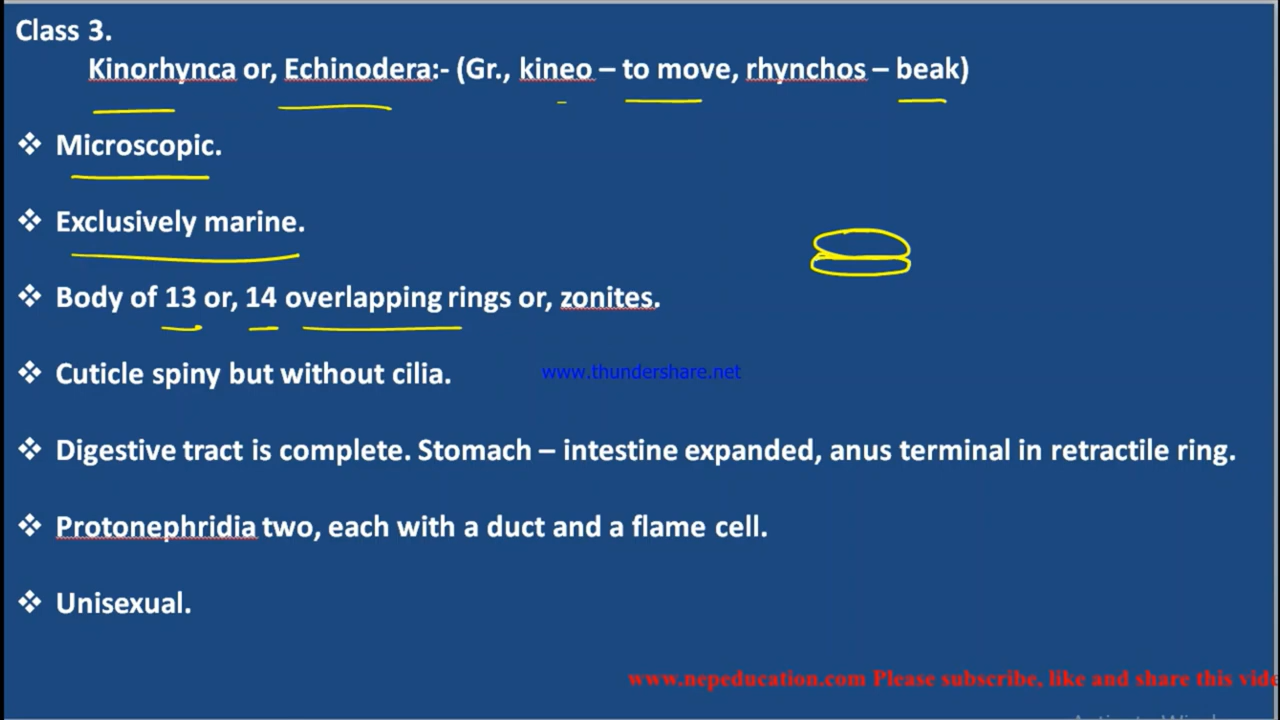 Class 3.
Kinorhynca or, Echinodera:- (Gr., kineo – to move, rhynchos – beak)
❖ Microscopic.
❖ Exclusively marine.
❖ Body of 13 or, 14 overlapping rings or, zonites.
❖ Cuticle spiny but without cilia.
www.thundershare.net
❖ Digestive tract is complete. Stomach – intestine expanded, anus terminal in retractile ring.
❖ Protonephridia two, each with a duct and a flame cell.
❖ Unisexual.
www.nepeducation.com Please subscribe, like and share this vide